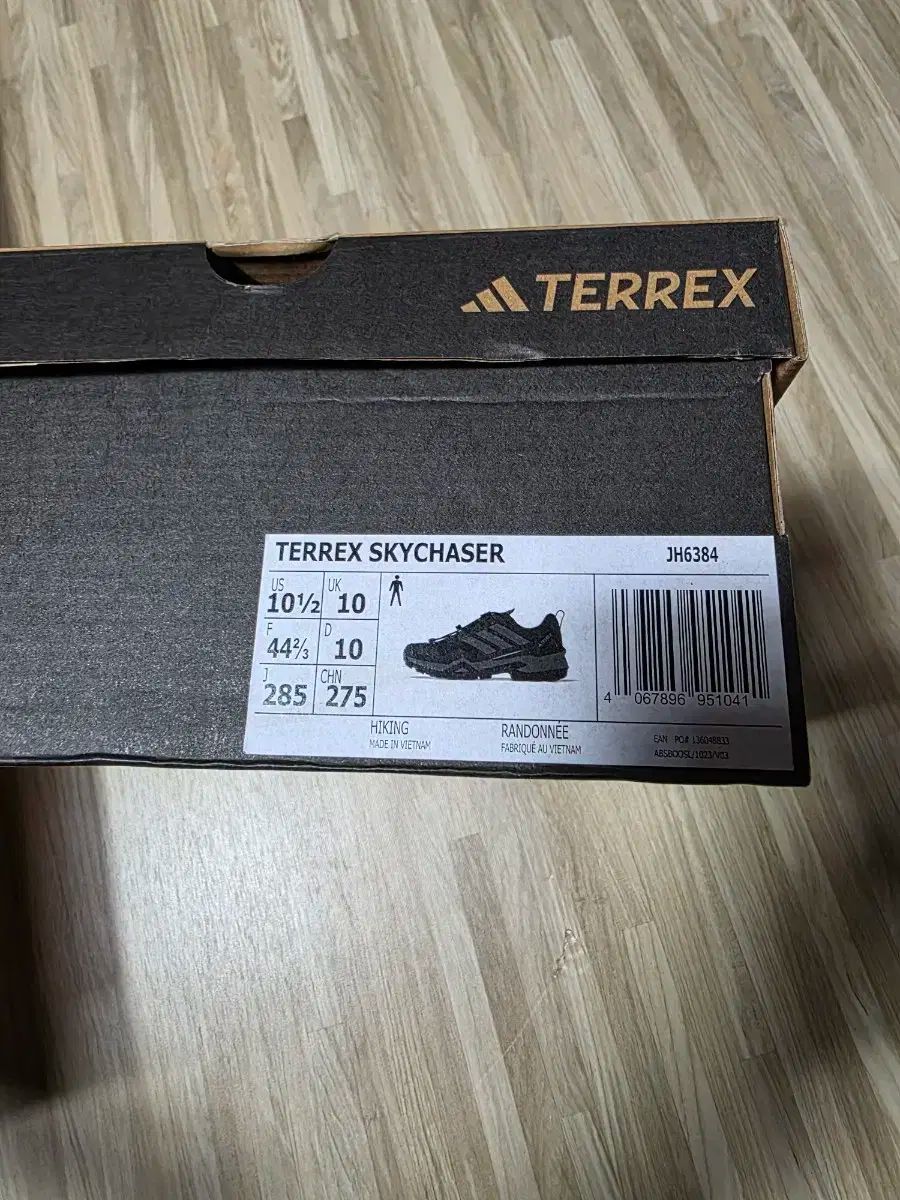 TERREX
TERREX SKYCHASER
JH6384
US
10½
UK
10
F
44⅔
D
10
J
285
CHN
275
4 067896 951041
HIKING
MADE IN VIETNAM
RANDONNÉE
FABRIQUÉ AU VIETNAM
EAN PO# 136048833